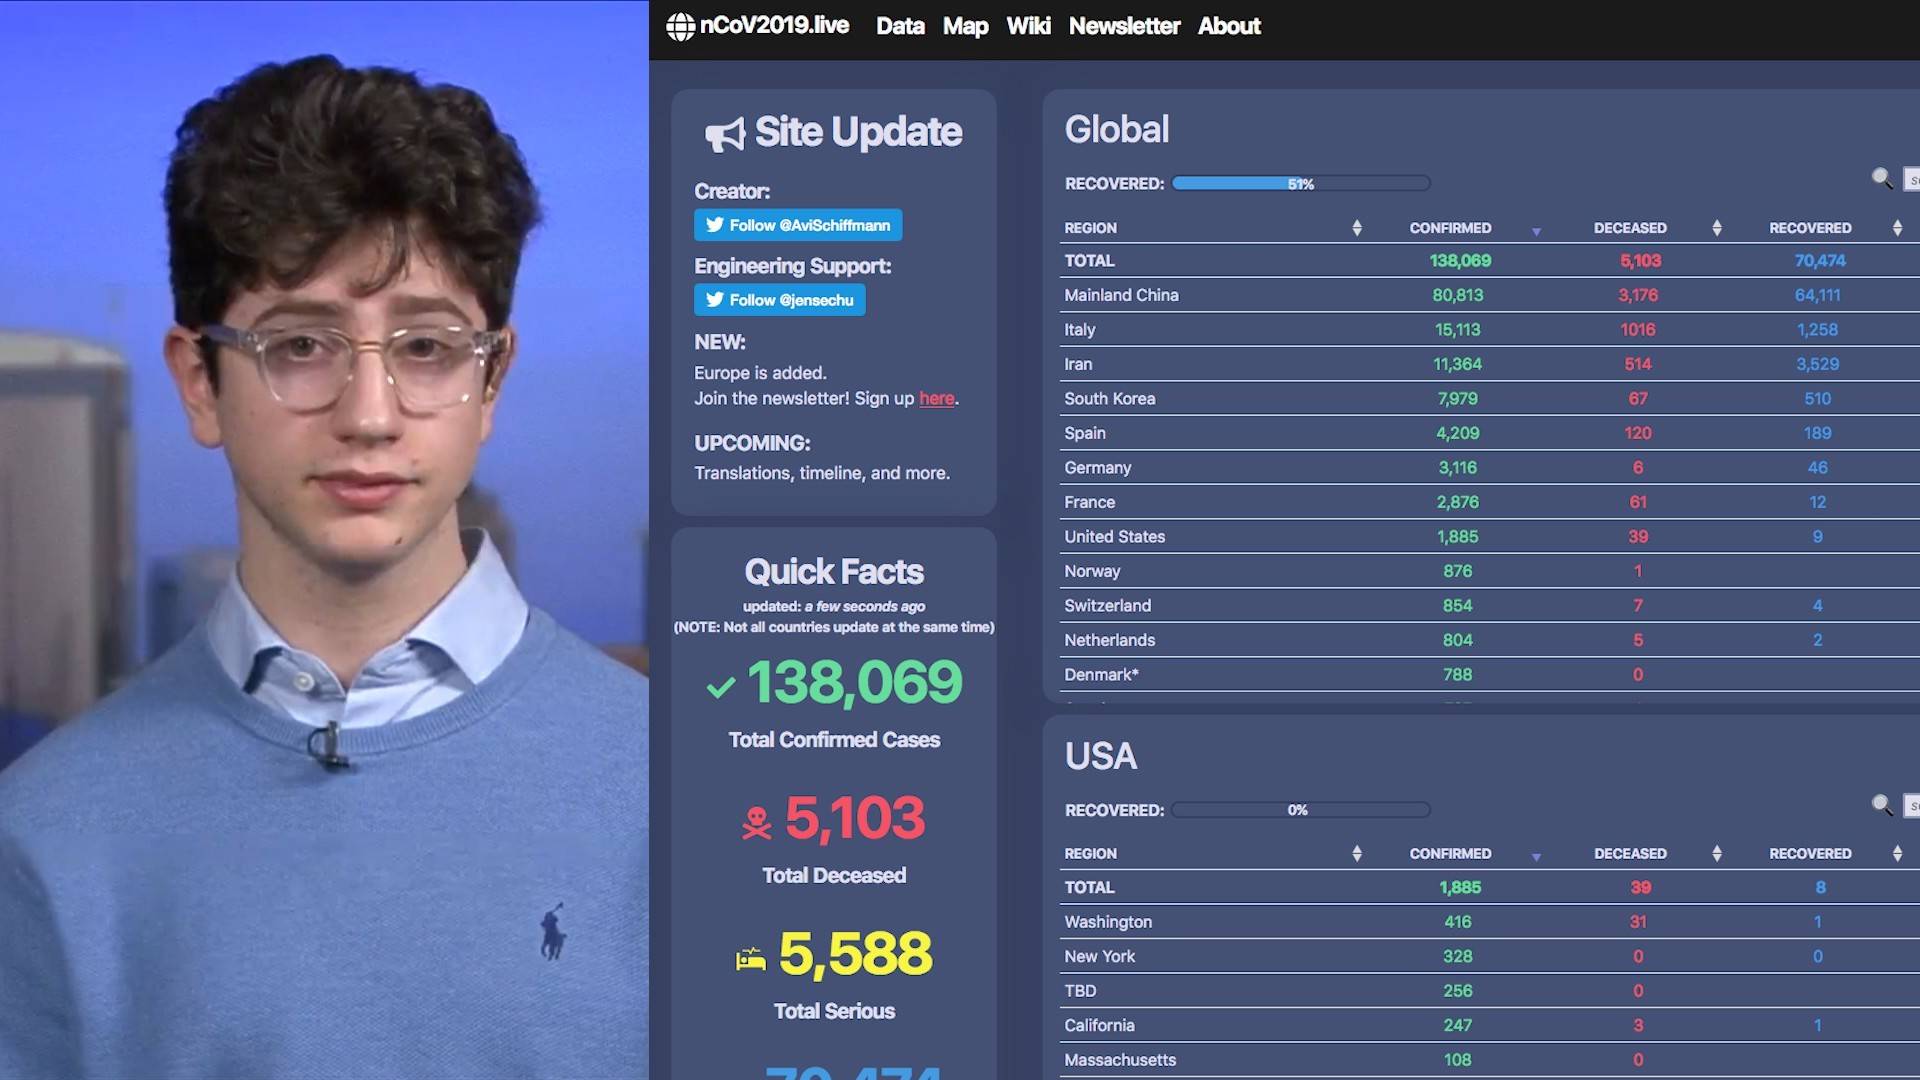 nCoV2019.live Data Map Wiki Newsletter About
Site Update
Creator:
Follow @AviSchiffmann
Engineering Support:
Follow @jensechu
NEW:
Europe is added.
Join the newsletter! Sign up here.
UPCOMING:
Translations, timeline, and more.
Quick Facts
updated: a few seconds ago
(NOTE: Not all countries update at the same time)
138,069
Total Confirmed Cases
5,103
Total Deceased
5,588
Total Serious
70,474
Global
RECOVERED: 51%
REGION CONFIRMED DECEASED RECOVERED
TOTAL 138,069 5,103 70,474
Mainland China 80,813 3,176 64,111
Italy 15,113 1016 1,258
Iran 11,364 514 3,529
South Korea 7,979 67 510
Spain 4,209 120 189
Germany 3,116 6 46
France 2,876 61 12
United States 1,885 39 9
Norway 876 1
Switzerland 854 7 4
Netherlands 804 5 2
Denmark* 788 0
USA
RECOVERED: 0%
REGION CONFIRMED DECEASED RECOVERED
TOTAL 1,885 39 8
Washington 416 31 1
New York 328 0 0
TBD 256 0
California 247 3 1
Massachusetts 108 0